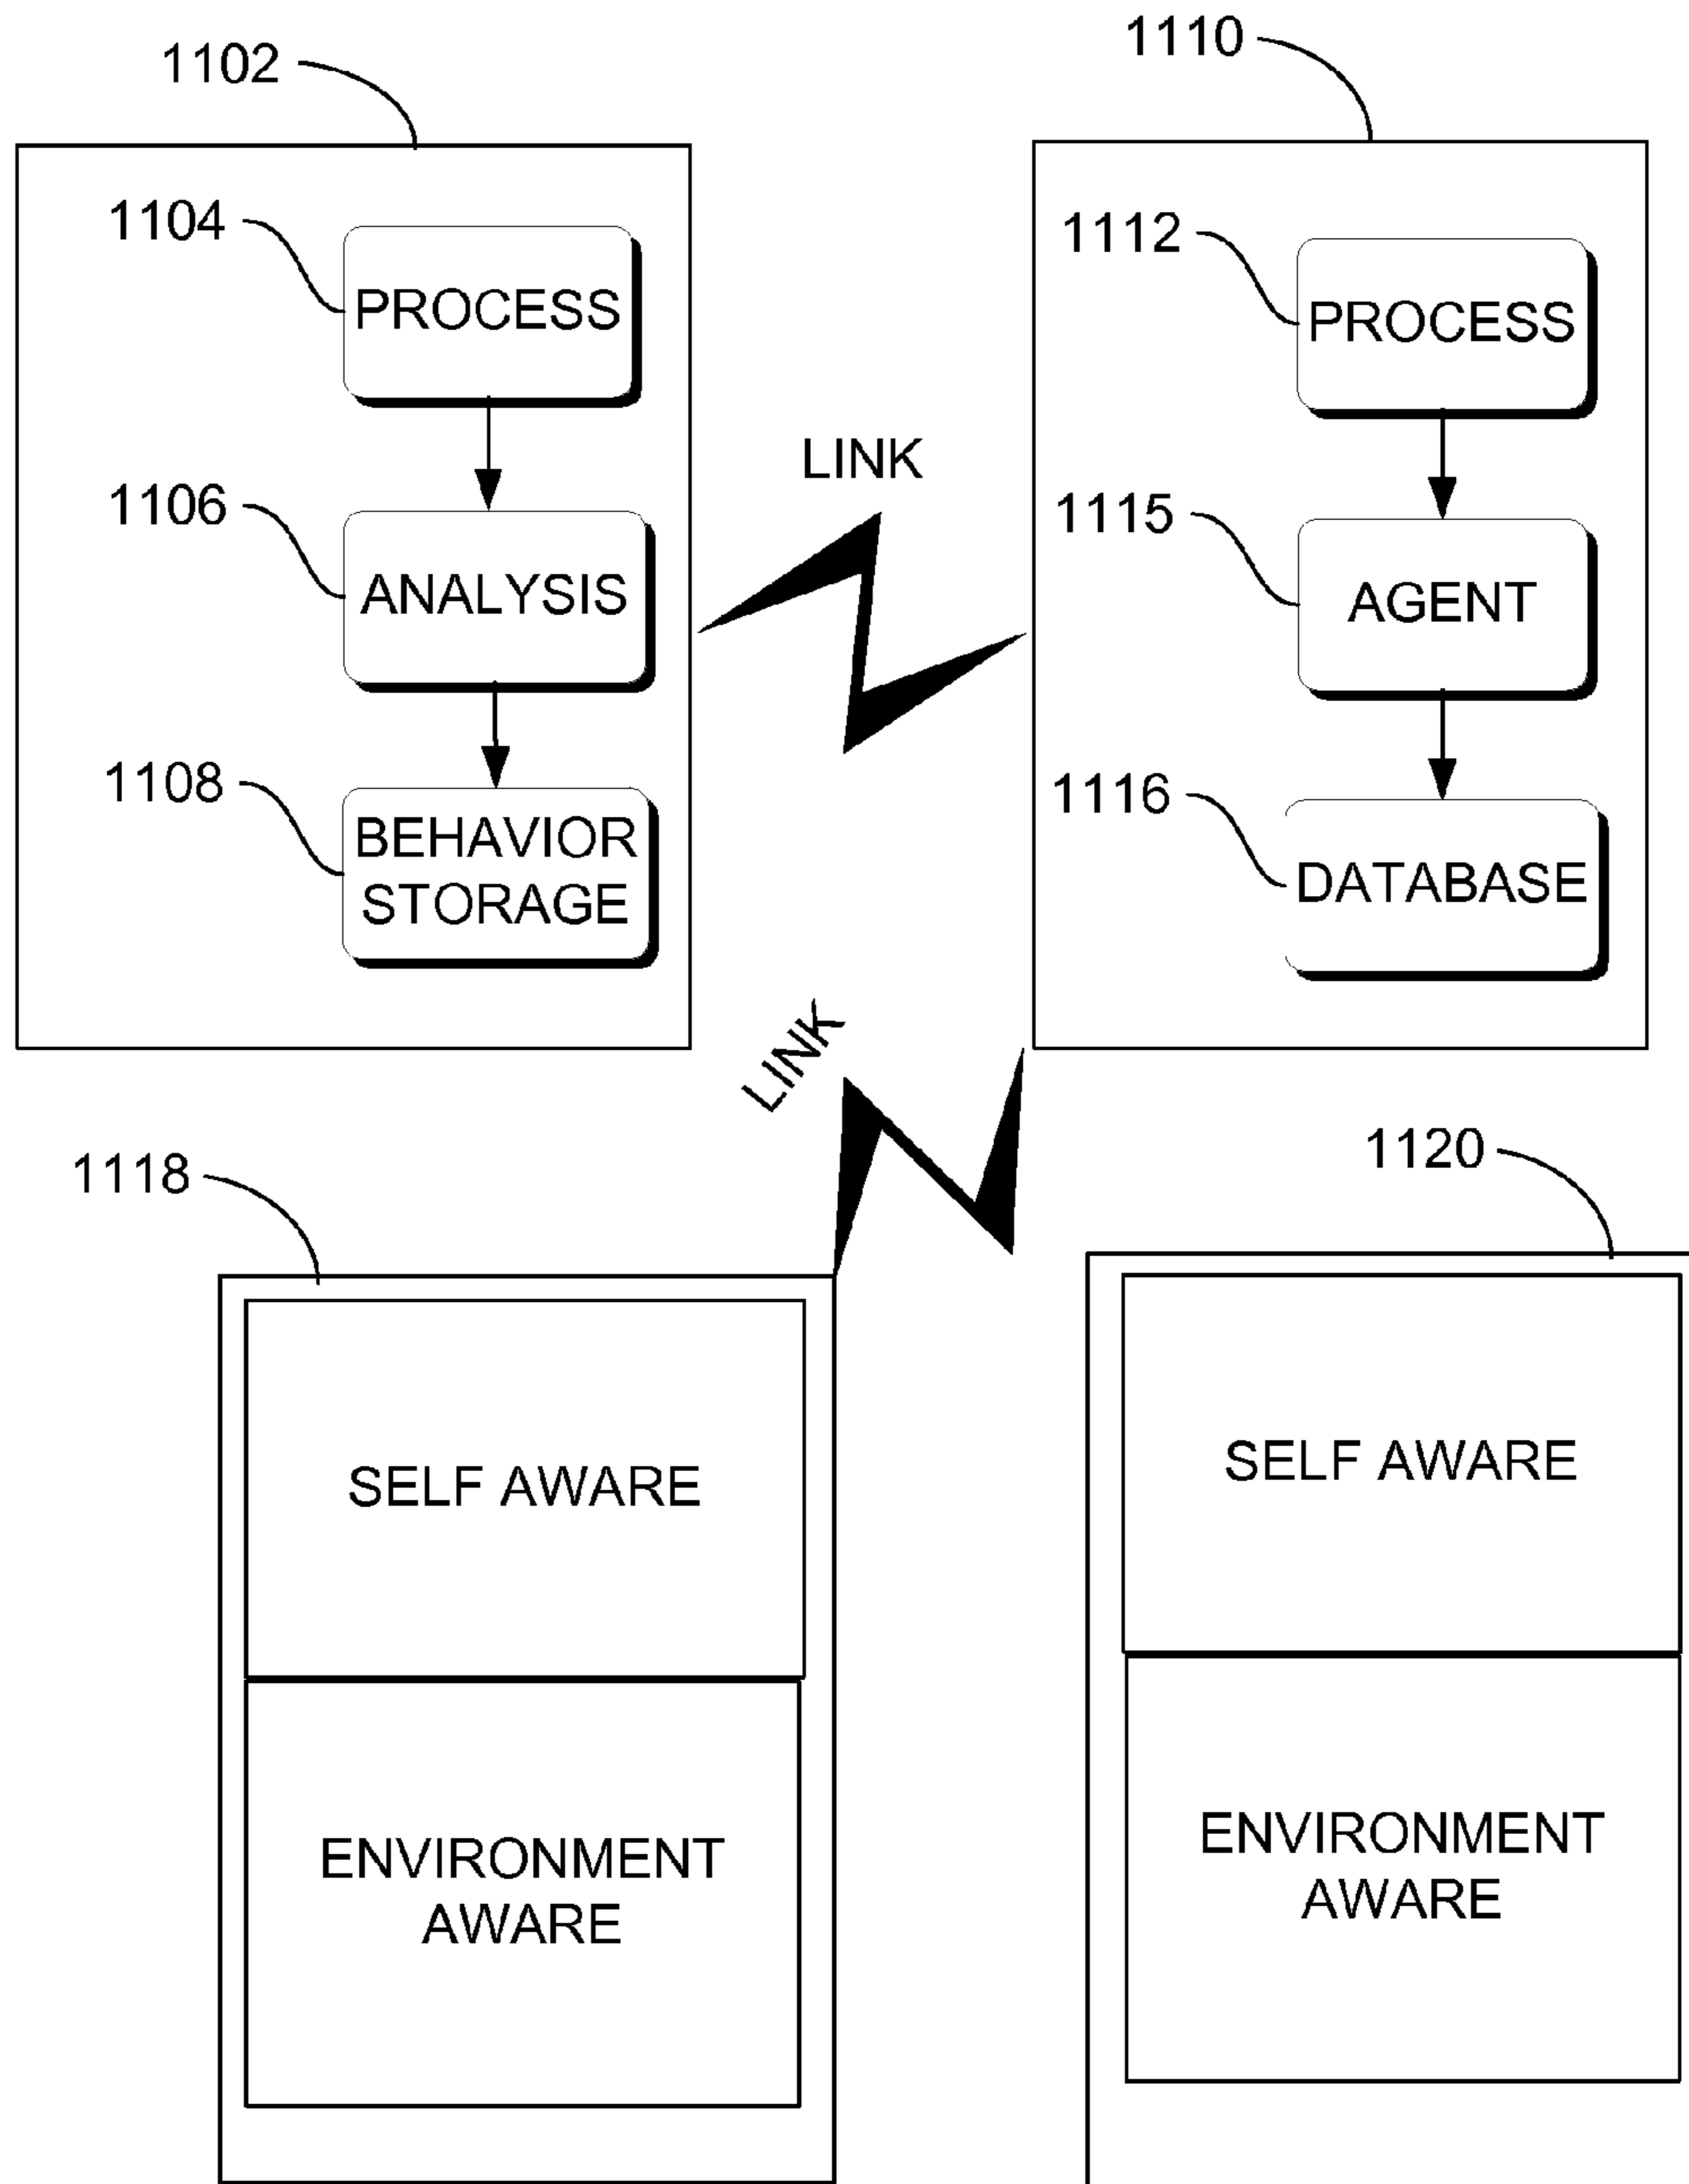 1102
1110
1104
PROCESS
1112
PROCESS
LINK
1106
ANALYSIS
1115
AGENT
1108
BEHAVIOR
STORAGE
1116
DATABASE
LINK
1118
1120
SELF AWARE
SELF AWARE
ENVIRONMENT
AWARE
ENVIRONMENT
AWARE